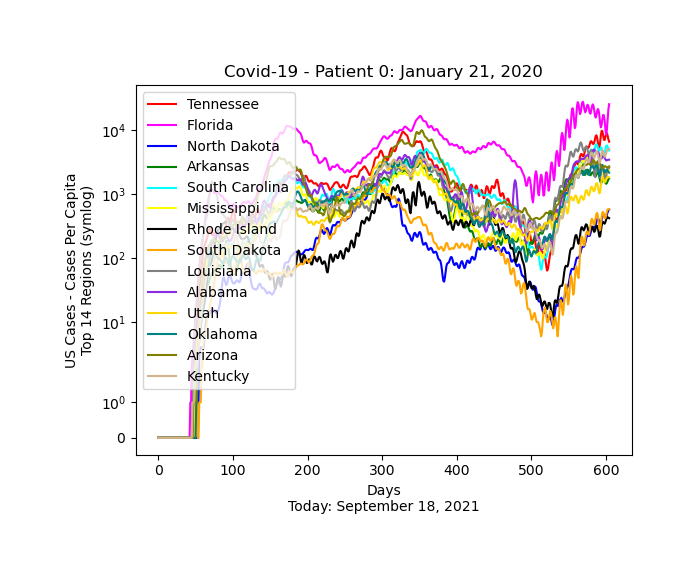 Covid-19 - Patient 0: January 21, 2020
US Cases - Cases Per Capita
Top 14 Regions (symlog)
10^4
10^3
10^2
10^1
10^0
0
Tennessee
Florida
North Dakota
Arkansas
South Carolina
Mississippi
Rhode Island
South Dakota
Louisiana
Alabama
Utah
Oklahoma
Arizona
Kentucky
0 100 200 300 400 500 600
Days
Today: September 18, 2021